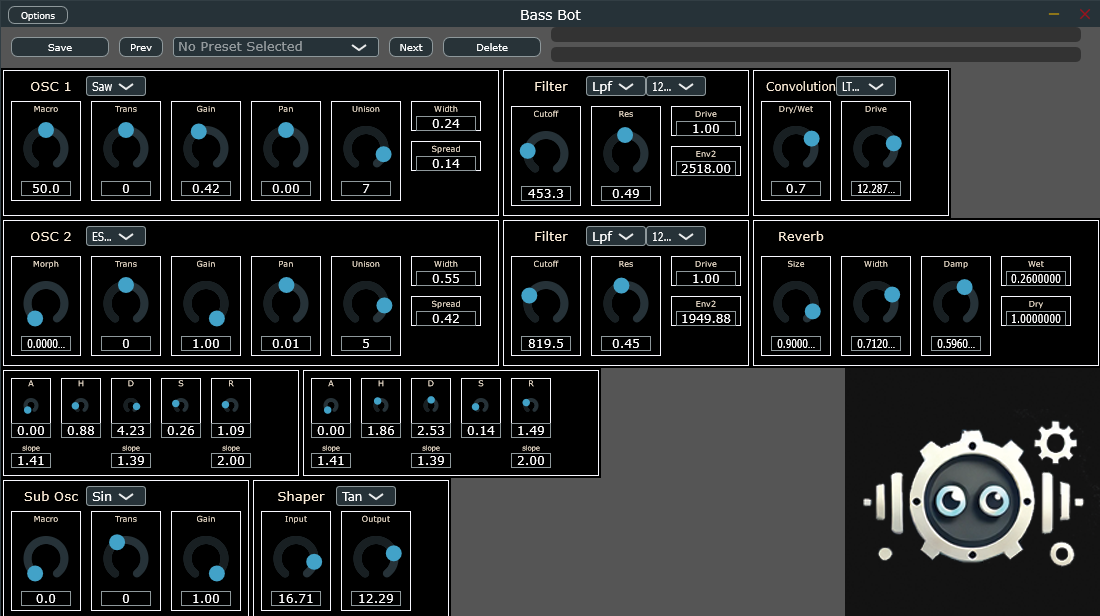 Options
Bass Bot
Save Prev No Preset Selected Next Delete
OSC 1 Saw
Macro Trans Gain Pan Unison Width
0.24
Spread
0.14
50.0 0 0.42 0.00 7
Filter Lpf 12...
Cutoff Res Drive
1.00
Env2
2518.00
453.3 0.49
Convolution LT...
Dry/Wet Drive
0.7 12.287...
OSC 2 ES...
Morph Trans Gain Pan Unison Width
0.55
Spread
0.42
0.0000... 0 1.00 0.01 5
Filter Lpf 12...
Cutoff Res Drive
1.00
Env2
1949.88
819.5 0.45
Reverb
Size Width Damp Wet
0.2600000
Dry
1.0000000
0.9000... 0.7120... 0.5960...
A H D S R
0.00 0.88 4.23 0.26 1.09
slope slope slope
1.41 1.39 2.00
A H D S R
0.00 1.86 2.53 0.14 1.49
slope slope slope
1.41 1.39 2.00
Sub Osc Sin
Macro Trans Gain
0.0 0 1.00
Shaper Tan
Input Output
16.71 12.29